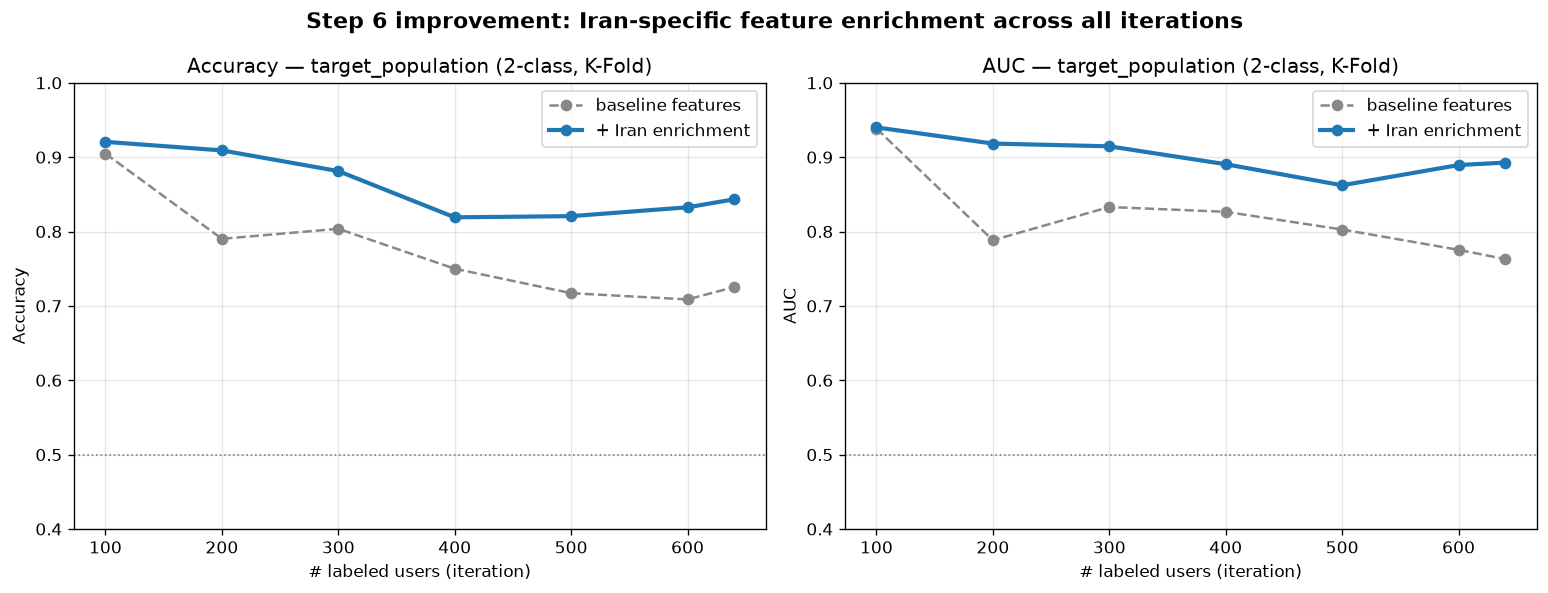 Step 6 improvement: Iran-specific feature enrichment across all iterations
Accuracy — target_population (2-class, K-Fold)
1.0
0.9
0.8
0.7
0.6
0.5
0.4
Accuracy
100 200 300 400 500 600
# labeled users (iteration)
baseline features
+ Iran enrichment
AUC — target_population (2-class, K-Fold)
1.0
0.9
0.8
0.7
0.6
0.5
0.4
AUC
100 200 300 400 500 600
# labeled users (iteration)
baseline features
+ Iran enrichment